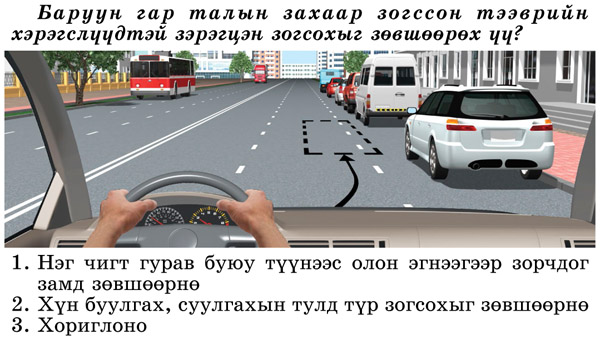 Баруун гар талын захаар зогссон тээврийн
хэрэгслүүдтэй зэрэгцэн зогсохыг зөвшөөрөх үү?
1. Нэг чигт гурав буюу түүнээс олон эгнээгээр зорчдог
замд зөвшөөрнө
2. Хүн буулгах, суулгахын тулд түр зогсохыг зөвшөөрнө
3. Хориглоно